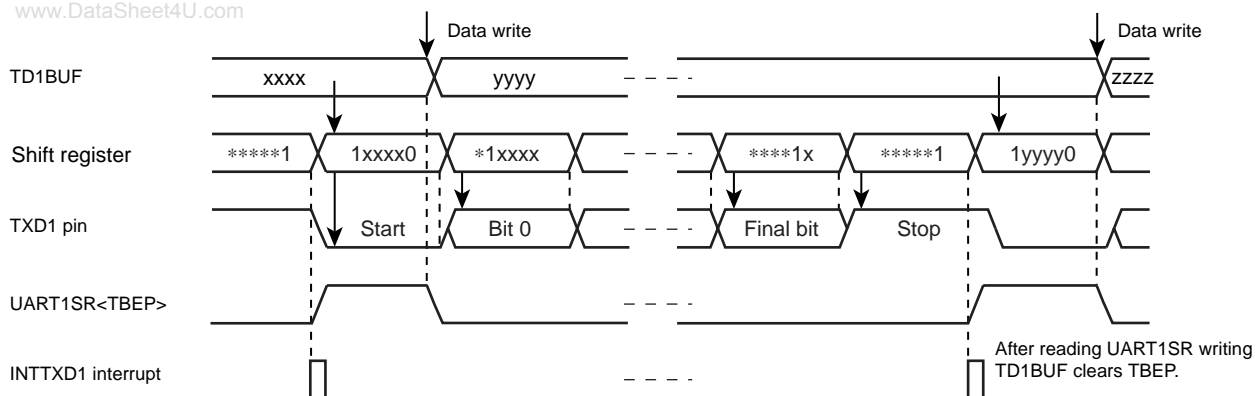 www.DataSheet4U.com
Data write
Data write
TD1BUF
xxxx
yyyy
zzzz
Shift register
*****1
1xxxx0
*1xxxx
****1x
*****1
1yyyy0
TXD1 pin
Start
Bit 0
Final bit
Stop
UART1SR<TBEP>
INTTXD1 interrupt
After reading UART1SR writing
TD1BUF clears TBEP.